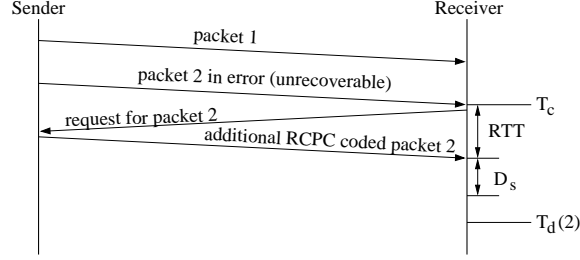 Sender
Receiver
packet 1
packet 2 in error (unrecoverable)
T_c
request for packet 2
RTT
additional RCPC coded packet 2
D_s
T_d(2)